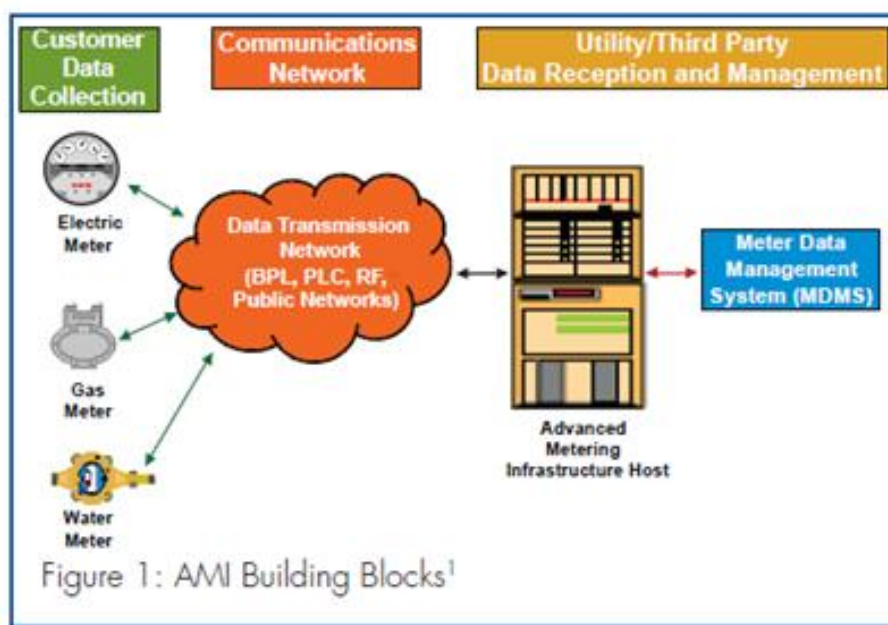 Customer
Data
Collection
Communications
Network
Utility/Third Party
Data Reception and Management
Electric
Meter
Data Transmission
Network
(BPL, PLC, RF,
Public Networks)
Meter Data
Management
System (MDMS)
Gas
Meter
Advanced
Metering
Infrastructure Host
Water
Meter
Figure 1: AMI Building Blocks¹